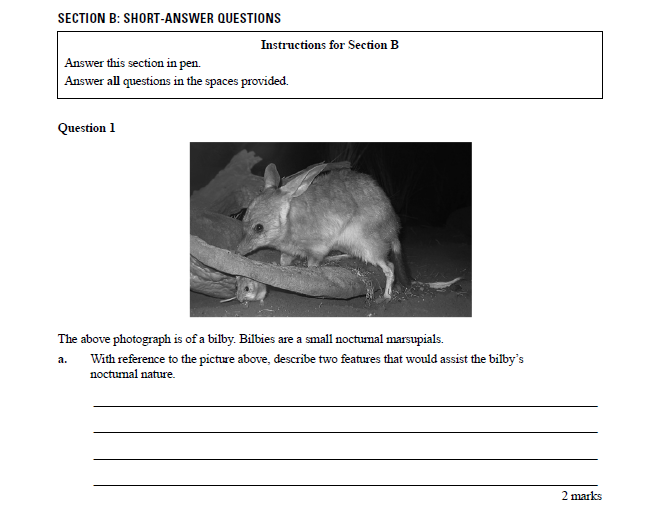 SECTION B: SHORT-ANSWER QUESTIONS
Instructions for Section B
Answer this section in pen.
Answer all questions in the spaces provided.
Question 1
The above photograph is of a bilby. Bilbies are a small nocturnal marsupials.
a. With reference to the picture above, describe two features that would assist the bilby's
nocturnal nature.
2 marks